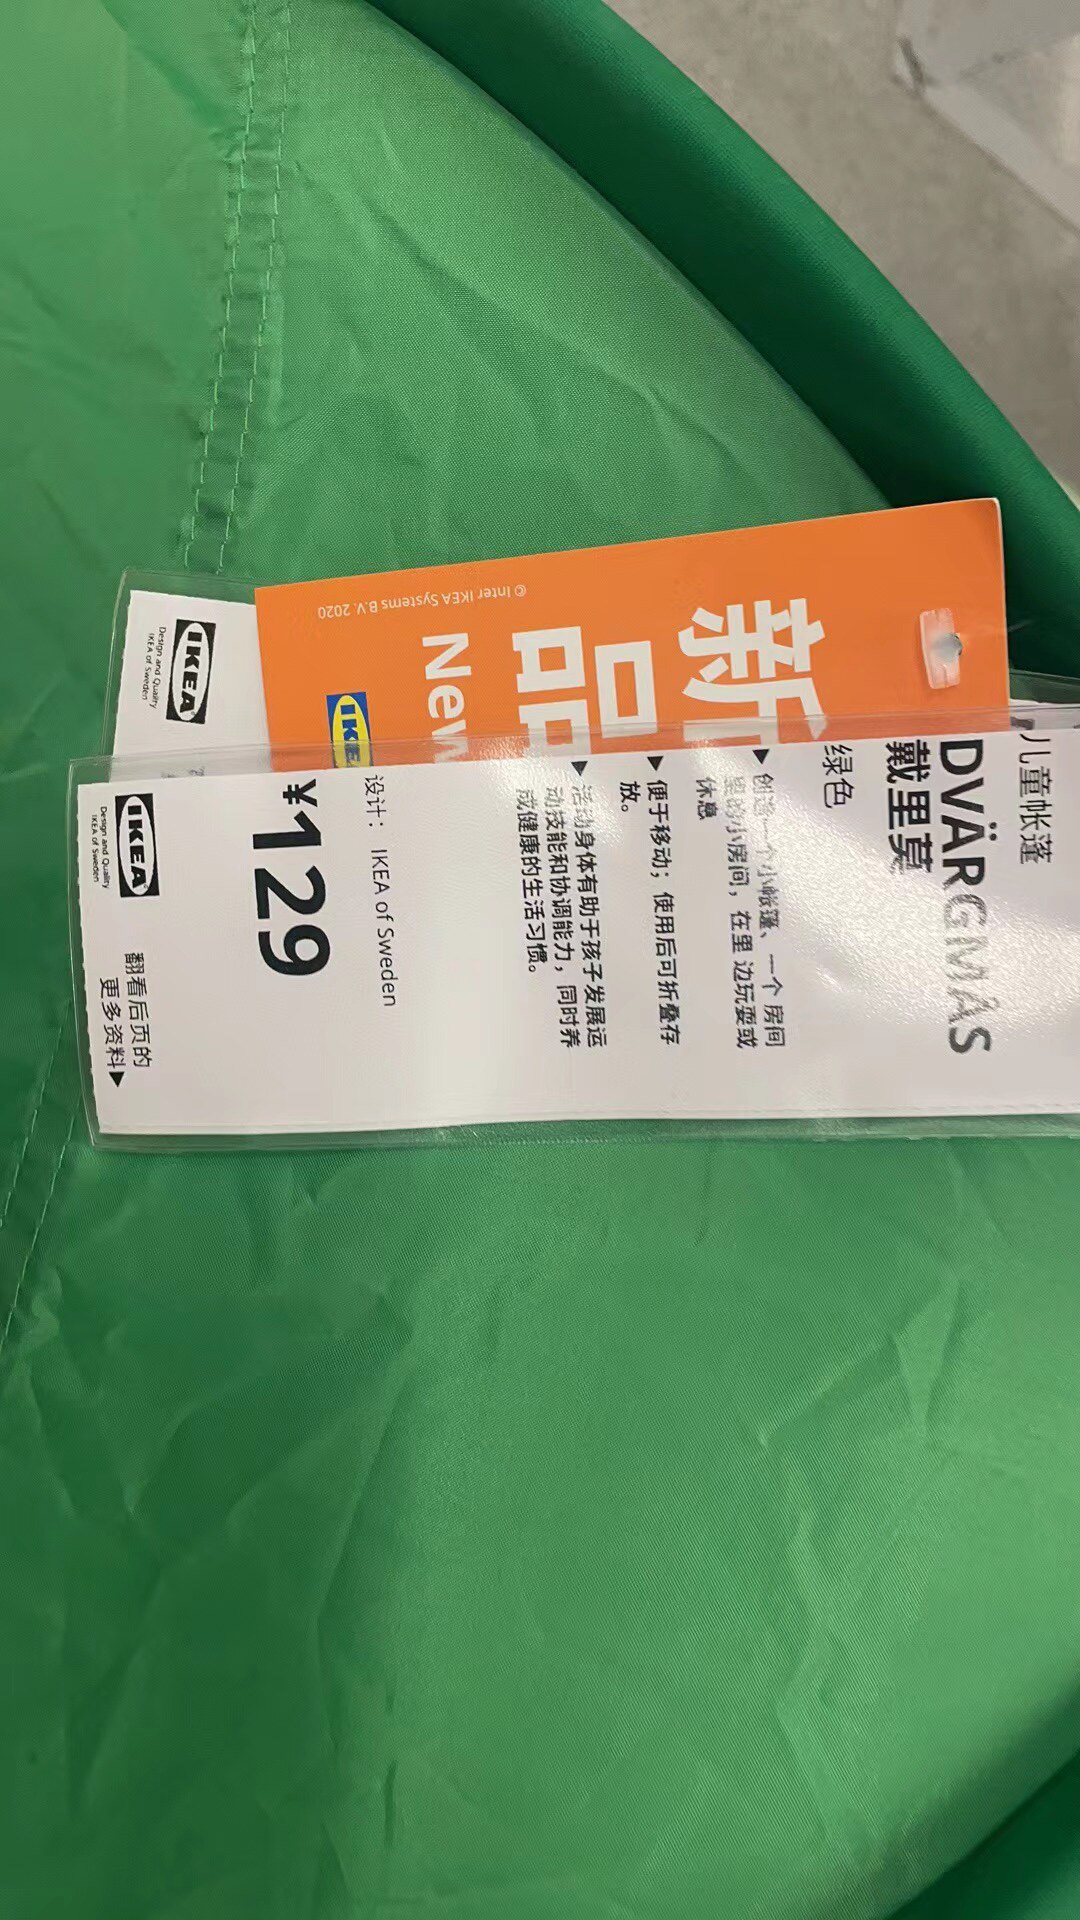 儿童帐篷
DVÄRGMÅS
戴里莫
绿色
▶ 创造一个小帐篷、一个 房间
里的小房间，在里 边玩耍或
休息
▶ 便于移动；使用后可折叠存
放。
▶ 活动身体有助于孩子发展运
动技能和协调能力，同时养
成健康的生活习惯。
设计： IKEA of Sweden
¥129
IKEA
Design and Quality
IKEA of Sweden
翻看后页的
更多资料▶
新
品
New
IKEA
© Inter IKEA Systems B.V. 2020
IKEA
Design and Quality
IKEA of Sweden